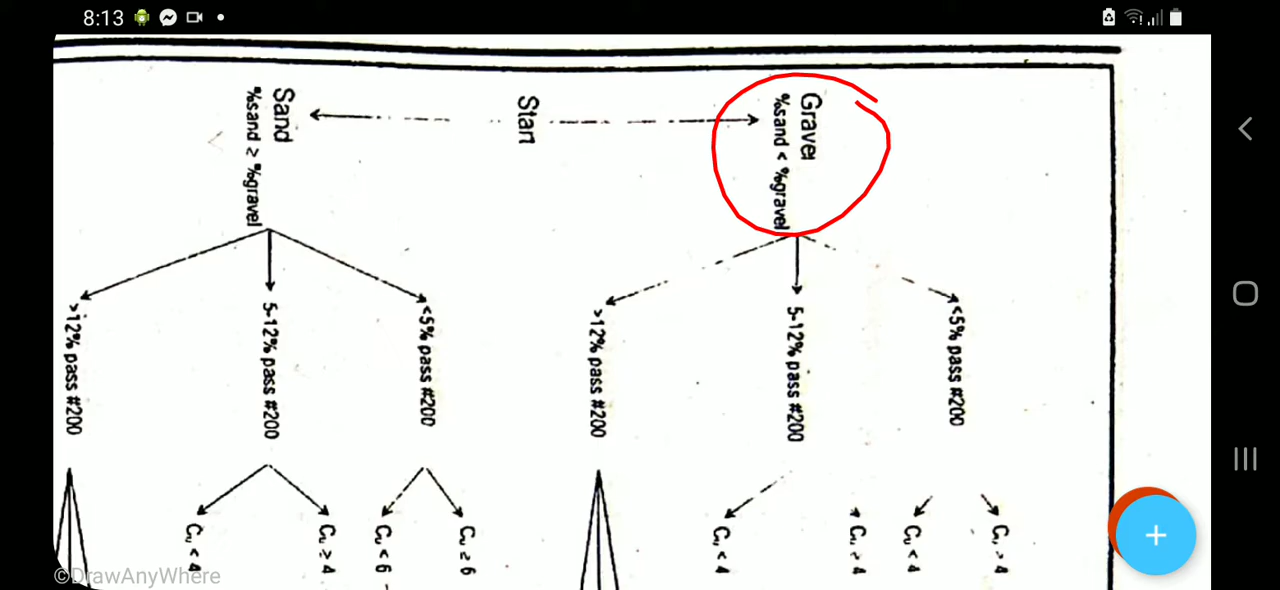 8:13
Start
Gravel
%sand < %gravel
<5% pass #200
5-12% pass #200
>12% pass #200
Cu ≥ 4
Cu < 4
Cu ≥ 4
Cu < 4
Sand
%sand ≥ %gravel
<5% pass #200
5-12% pass #200
>12% pass #200
Cu ≥ 6
Cu < 6
Cu ≥ 4
Cu < 4
©DrawAnyWhere